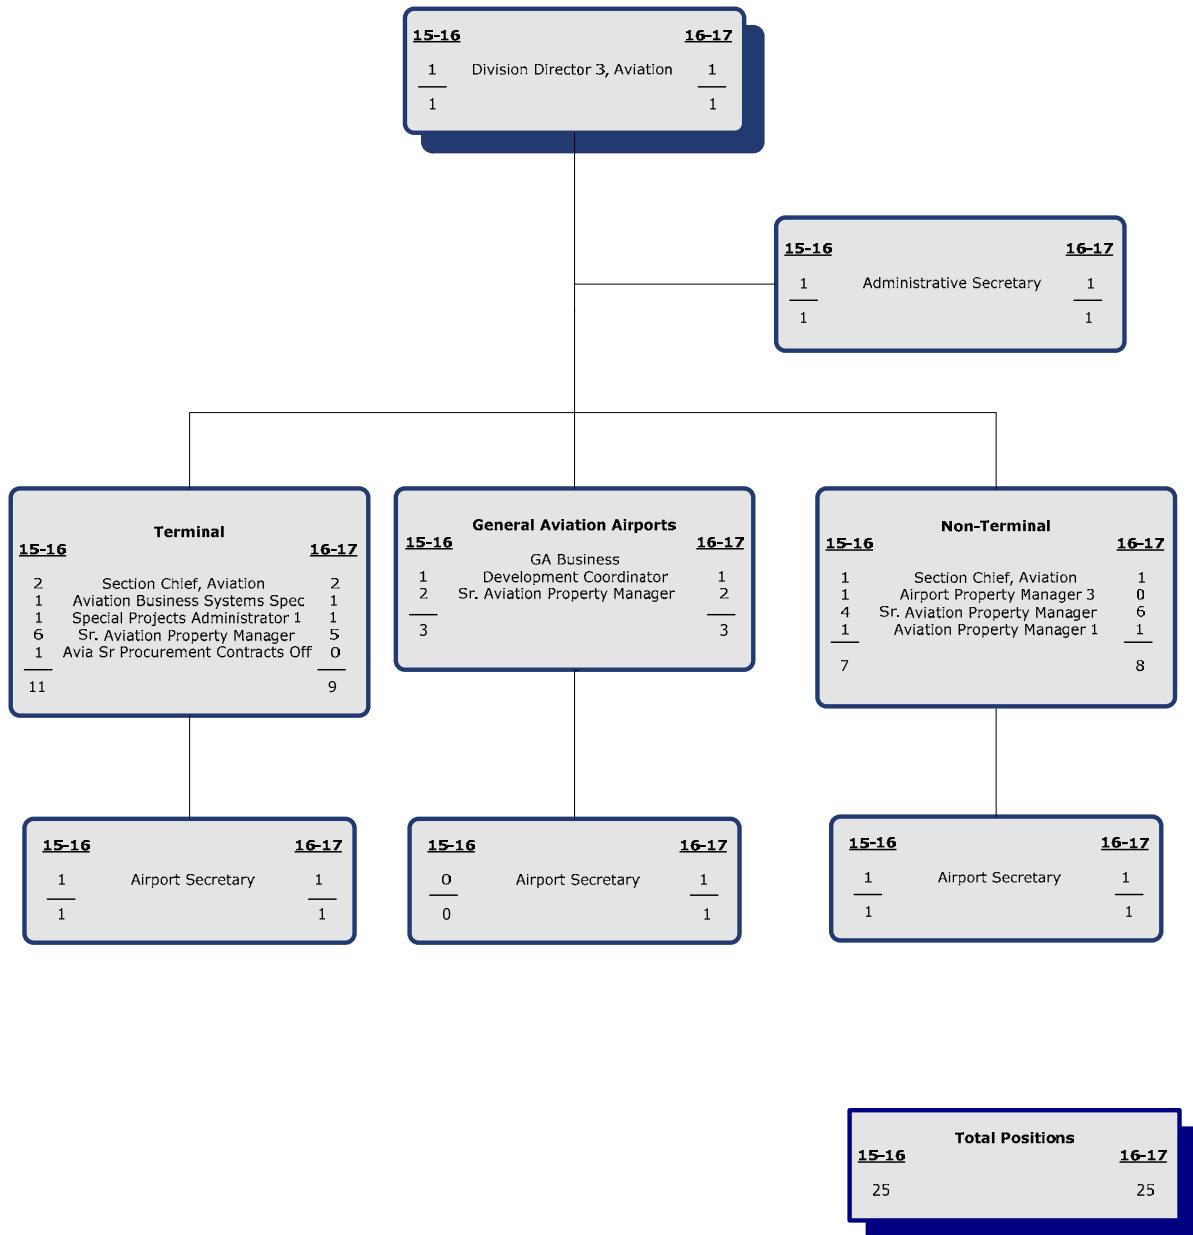 15-16 16-17
1 Division Director 3, Aviation 1
1 1
15-16 16-17
1 Administrative Secretary 1
1 1
Terminal
15-16 16-17
2 Section Chief, Aviation 2
1 Aviation Business Systems Spec 1
1 Special Projects Administrator 1 1
6 Sr. Aviation Property Manager 5
1 Avia Sr Procurement Contracts Off 0
11 9
General Aviation Airports
15-16 16-17
GA Business
1 Development Coordinator 1
2 Sr. Aviation Property Manager 2
3 3
Non-Terminal
15-16 16-17
1 Section Chief, Aviation 1
1 Airport Property Manager 3 0
4 Sr. Aviation Property Manager 6
1 Aviation Property Manager 1 1
7 8
15-16 16-17
1 Airport Secretary 1
1 1
15-16 16-17
0 Airport Secretary 1
0 1
15-16 16-17
1 Airport Secretary 1
1 1
Total Positions
15-16 16-17
25 25